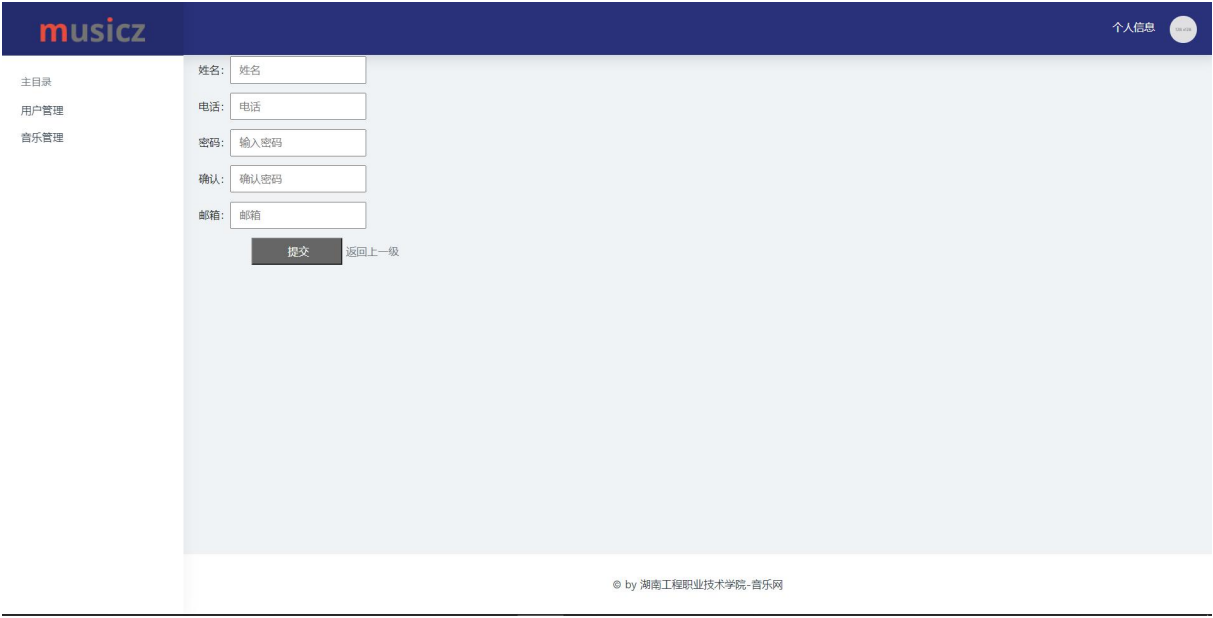 musicz
个人信息
主目录
用户管理
音乐管理
姓名: 姓名
电话: 电话
密码: 输入密码
确认: 确认密码
邮箱: 邮箱
提交 返回上一级
© by 湖南工程职业技术学院-音乐网